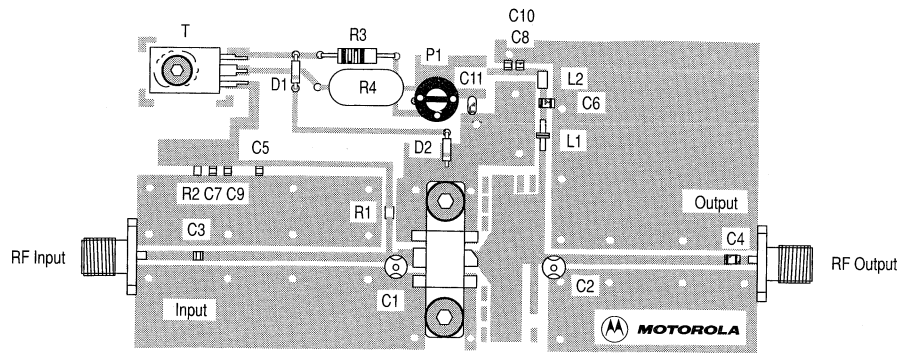 C10
C8
T
R3
P1
C11
L2
D1
R4
C6
L1
D2
C5
R2 C7 C9
R1
Output
C3
C4
RF Input
RF Output
C1
C2
Input
MOTOROLA